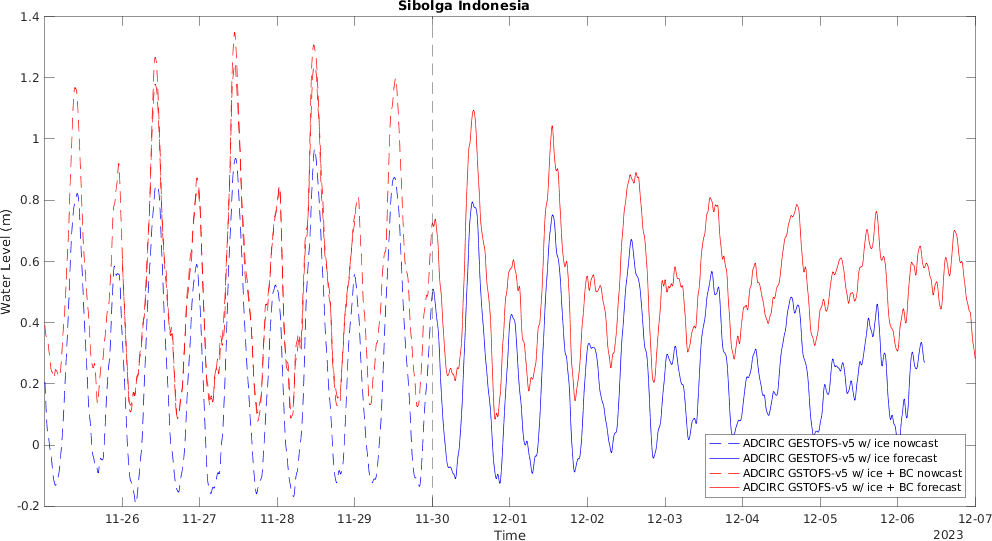 Sibolga Indonesia
1.4
1.2
1
0.8
0.6
0.4
0.2
0
-0.2
Water Level (m)
ADCIRC GESTOFS-v5 w/ ice nowcast
ADCIRC GESTOFS-v5 w/ ice forecast
ADCIRC GSTOFS-v5 w/ ice + BC nowcast
ADCIRC GSTOFS-v5 w/ ice + BC forecast
11-26 11-27 11-28 11-29 11-30 12-01 12-02 12-03 12-04 12-05 12-06 12-07
Time
2023